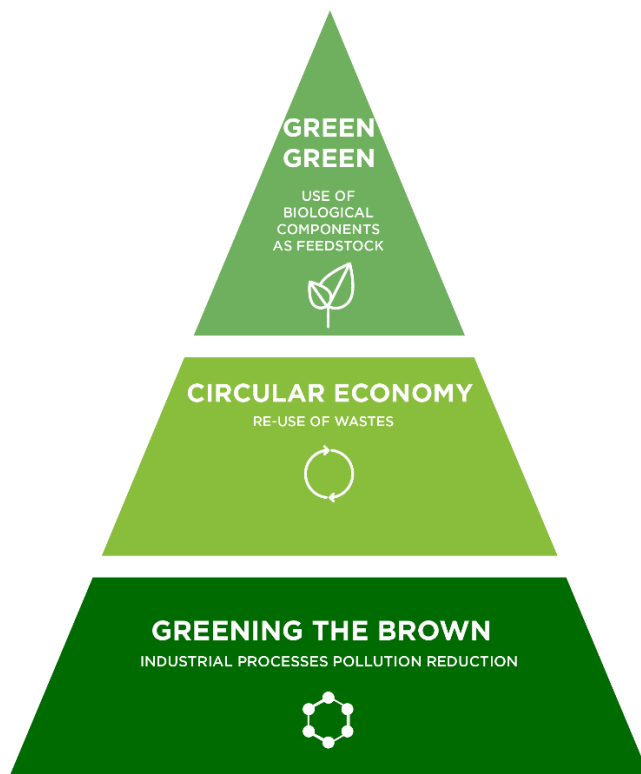 GREEN
GREEN
USE OF
BIOLOGICAL
COMPONENTS
AS FEEDSTOCK
CIRCULAR ECONOMY
RE-USE OF WASTES
GREENING THE BROWN
INDUSTRIAL PROCESSES POLLUTION REDUCTION